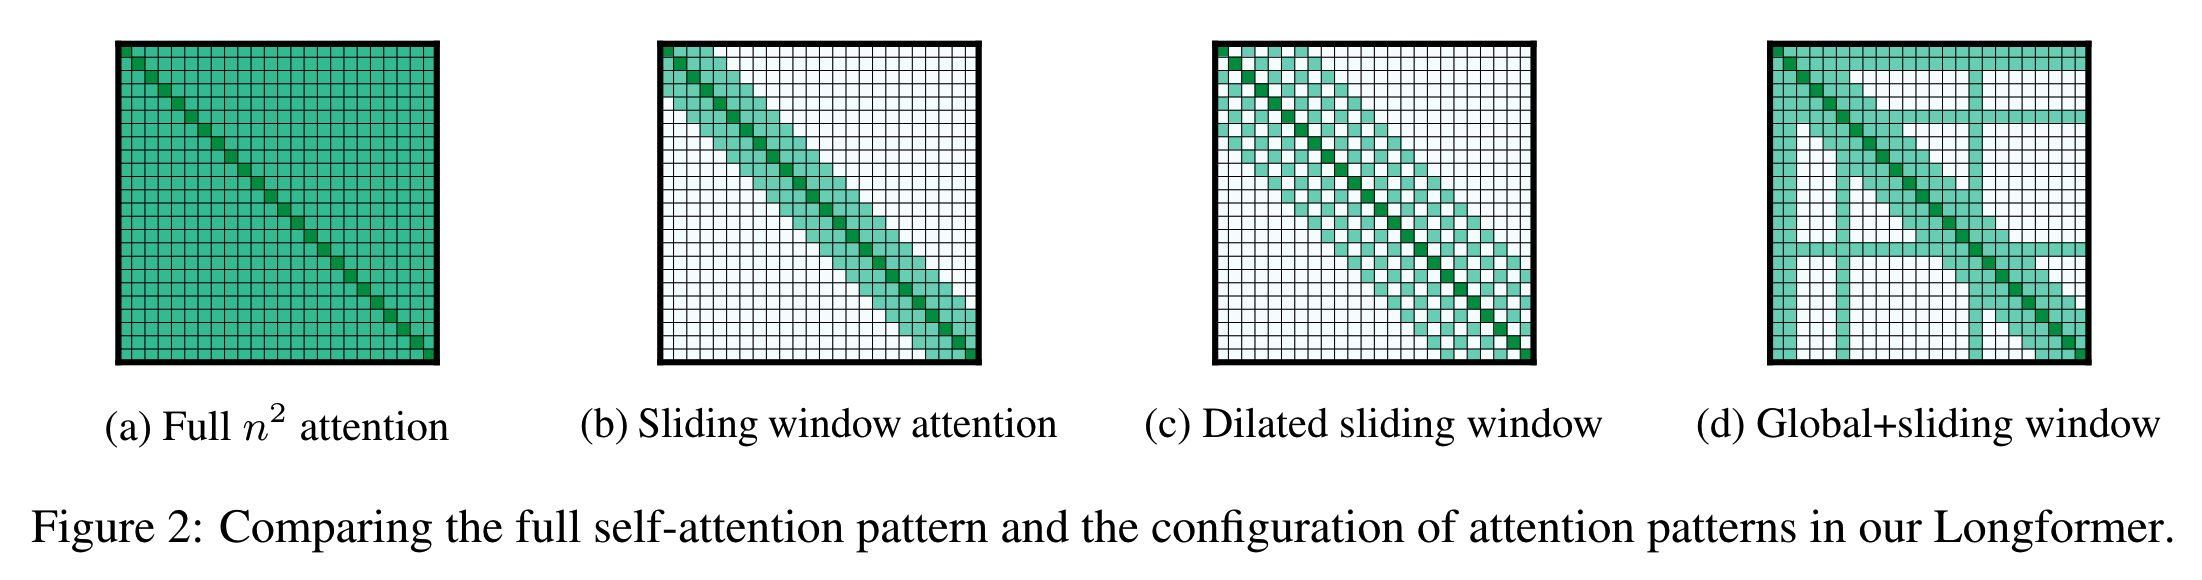 (a) Full n² attention
(b) Sliding window attention
(c) Dilated sliding window
(d) Global+sliding window
Figure 2: Comparing the full self-attention pattern and the configuration of attention patterns in our Longformer.